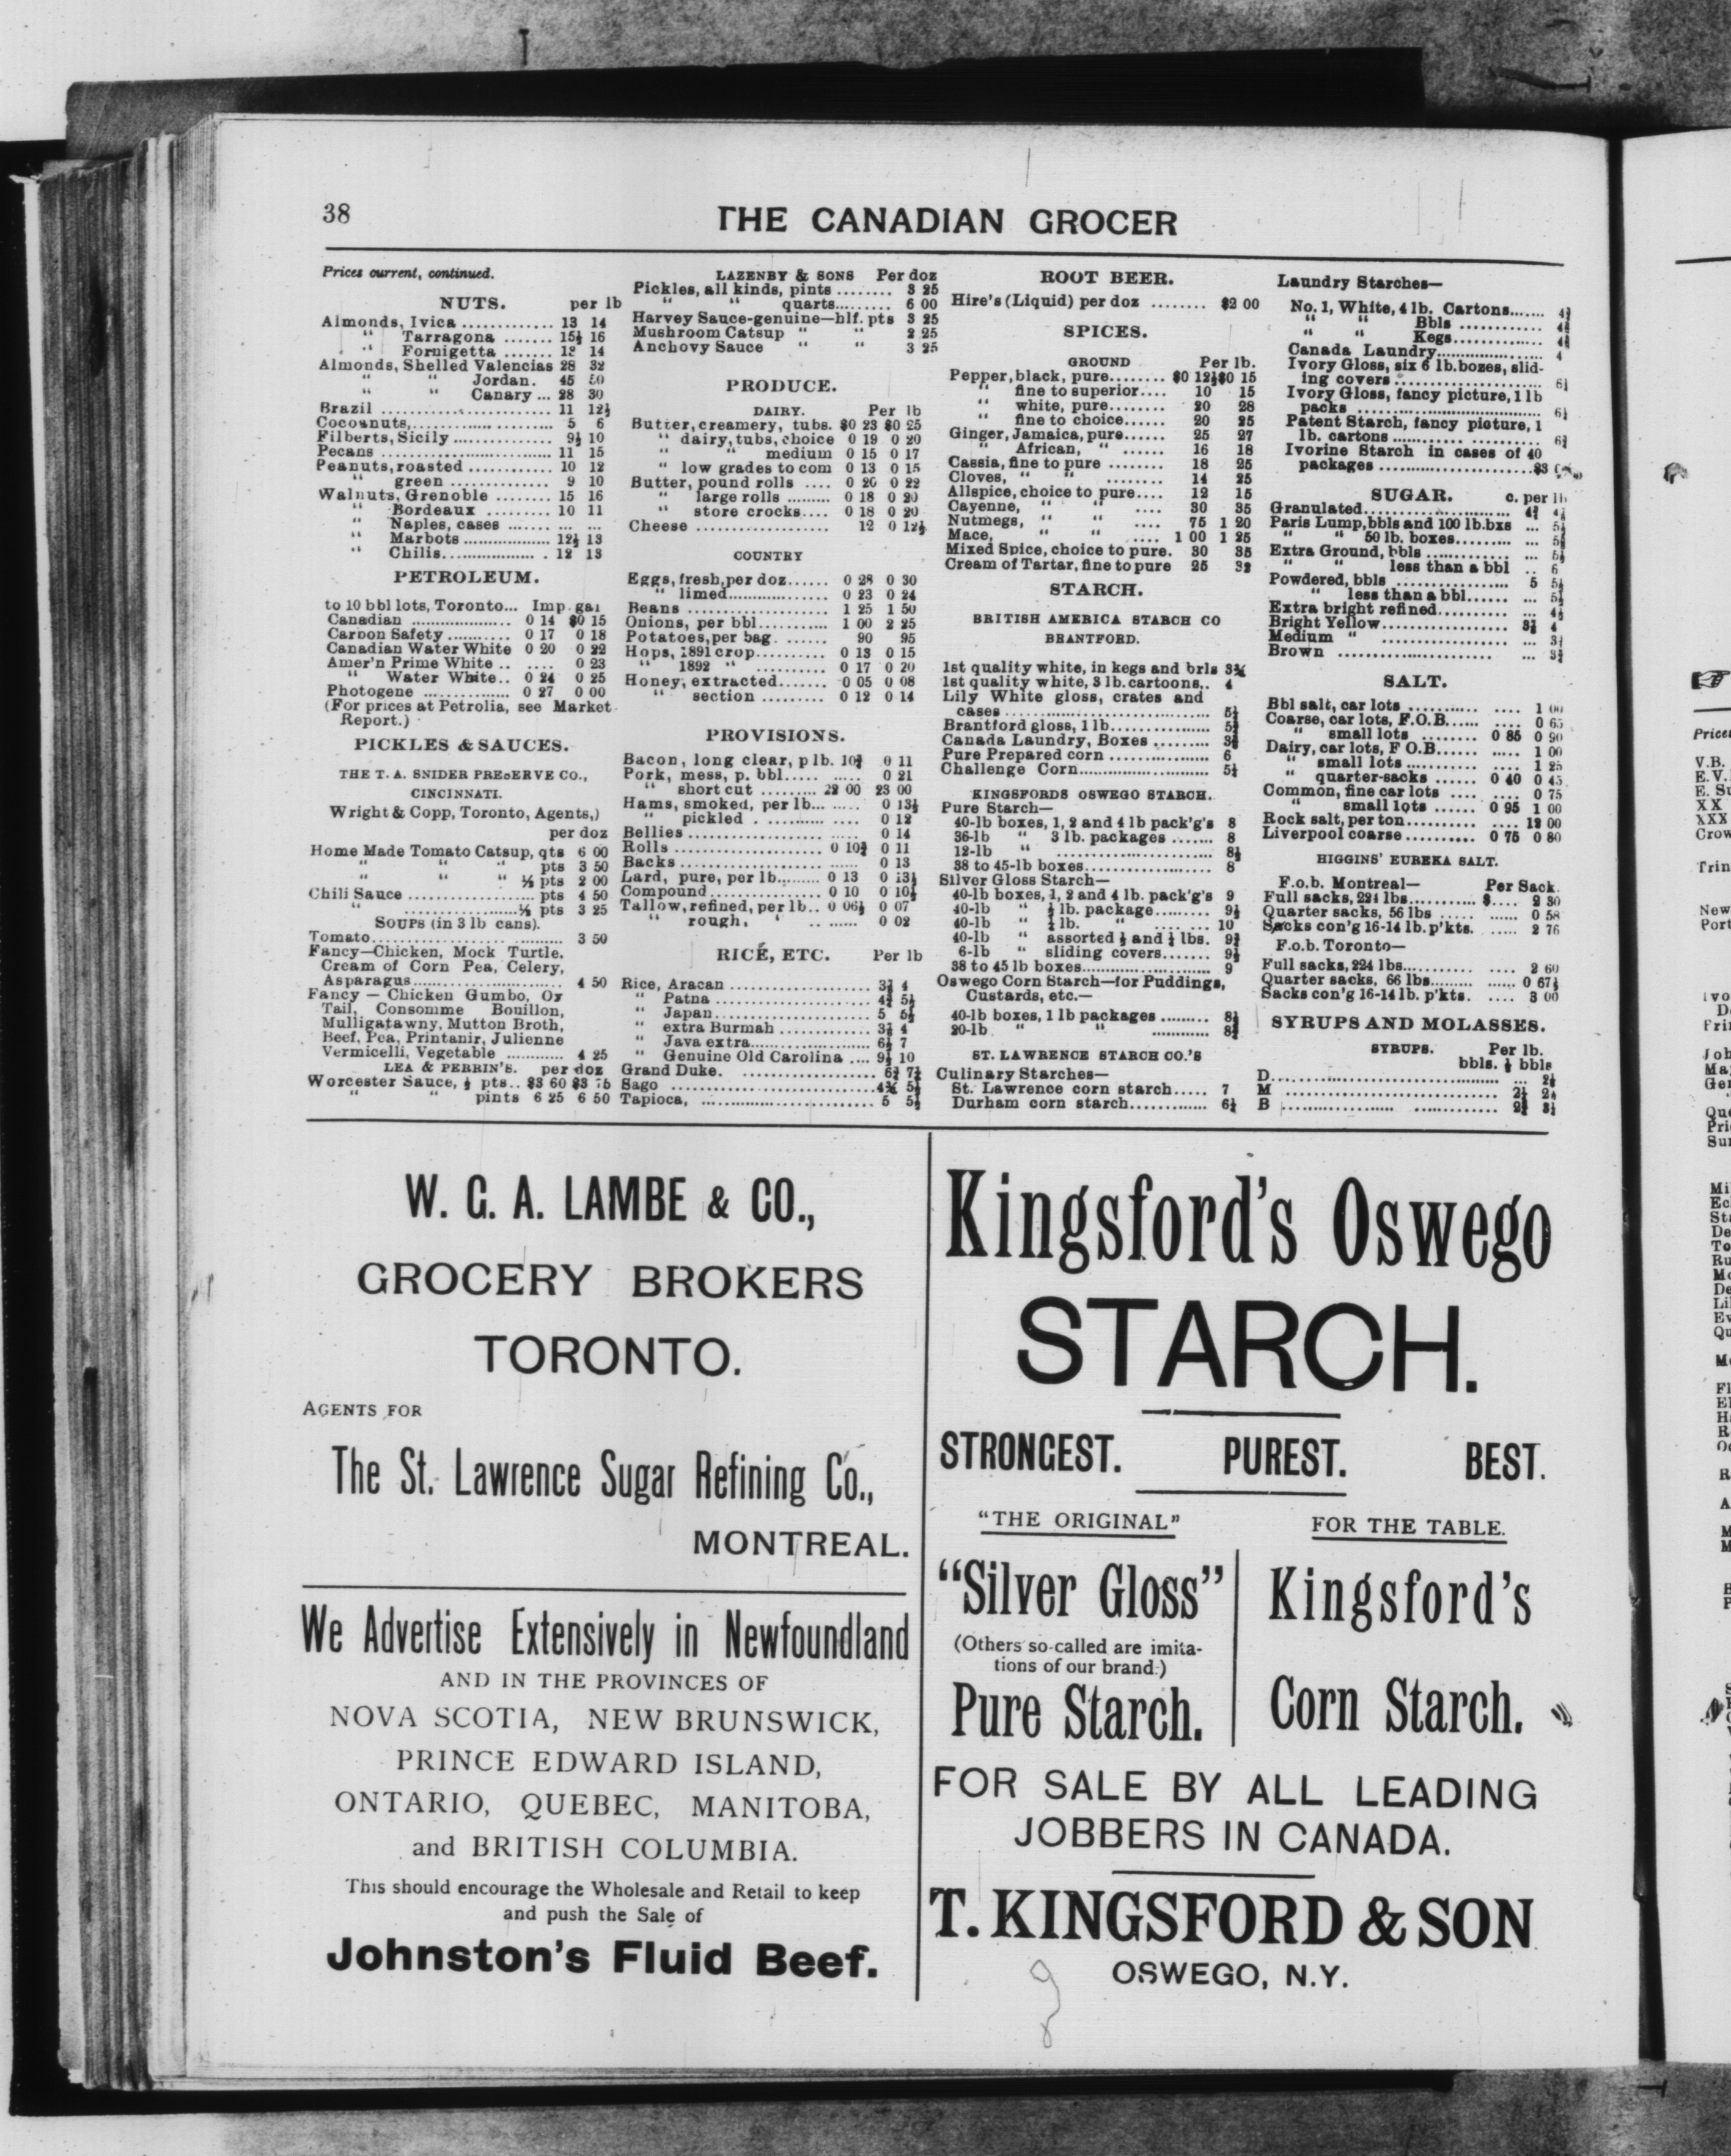 38
THE CANADIAN GROCER
Prices current, continued.
NUTS. per lb
Almonds, Ivica ............. 13 14
" Tarragona ....... 15½ 16
" Fornigetta ....... 13 14
Almonds, Shelled Valencias 28 32
" " Jordan. 45 50
" " Canary ... 28 30
Brazil ...................... 11 12½
Cocoanuts, ................. 5 6
Filberts, Sicily ............... 9½ 10
Pecans ......................... 11 15
Peanuts, roasted ............ 10 12
" green .............. 9 10
Walnuts, Grenoble ........ 15 16
" Bordeaux ......... 10 11
" Naples, cases ....... ... ...
" Marbots .................. 12½ 13
" Chilis................... 12 13
PETROLEUM.
to 10 bbl lots, Toronto... Imp. gal
Canadian .................... 0 14 $0 15
Carbon Safety ........... 0 17 0 18
Canadian Water White 0 20 0 22
Amer'n Prime White .. .... 0 23
" Water White.. 0 24 0 25
Photogene ............... 0 27 0 00
(For prices at Petrolia, see Market
Report.)
PICKLES & SAUCES.
THE T. A. SNIDER PRESERVE CO.,
CINCINNATI.
Wright & Copp, Toronto, Agents,)
per doz
Home Made Tomato Catsup, qts 6 00
" " " pts 3 50
" " " ½ pts 2 00
Chili Sauce ................... pts 4 50
" ....................½ pts 3 25
SOUPS (in 3 lb cans).
Tomato............................... 3 50
Fancy—Chicken, Mock Turtle.
Cream of Corn Pea, Celery,
Asparagus.......................... 4 50
Fancy — Chicken Gumbo, Ox
Tail, Consomme Bouillon,
Mulligatawny, Mutton Broth,
Beef, Pea, Printanir, Julienne
Vermicelli, Vegetable ............ 4 25
LEA & PERRIN'S. per doz
Worcester Sauce, ½ pts.. $3 60 $3 75
" " pints 6 25 6 50
LAZENBY & SONS Per doz
Pickles, all kinds, pints ........ 3 25
" " quarts......... 6 00
Harvey Sauce-genuine—hlf. pts 3 25
Mushroom Catsup " " 2 25
Anchovy Sauce " " 3 25
PRODUCE.
DAIRY. Per lb
Butter, creamery, tubs. $0 23 $0 25
" dairy, tubs, choice 0 19 0 20
" " medium 0 15 0 17
" low grades to com 0 13 0 15
Butter, pound rolls .... 0 20 0 22
" large rolls ......... 0 18 0 20
" store crocks.... 0 18 0 20
Cheese .................... 12 0 12½
COUNTRY
Eggs, fresh, per doz...... 0 28 0 30
" limed............... 0 23 0 24
Beans ..................... 1 25 1 50
Onions, per bbl........... 1 00 2 25
Potatoes, per bag. ...... 90 95
Hops, 1891 crop.......... 0 13 0 15
" 1892 " .......... 0 17 0 20
Honey, extracted....... 0 05 0 08
" section ......... 0 12 0 14
PROVISIONS.
Bacon, long clear, p lb. 10¾ 0 11
Pork, mess, p. bbl..... ..... 0 21
" short cut ......... 22 00 23 00
Hams, smoked, per lb... ..... 0 13½
" pickled . ............ 0 12
Bellies .................... ..... 0 14
Rolls ...................... 0 10¾ 0 11
Backs ...................... 0 13
Lard, pure, per lb......... 0 13 0 13½
Compound................. 0 10 0 10½
Tallow, refined, per lb.. 0 06½ 0 07
" rough, ' .. ...... 0 02
RICE, ETC. Per lb
Rice, Aracan ..................... 3¾ 4
" Patna ....................... 4¾ 5½
" Japan....................... 5 5½
" extra Burmah ............. 3¾ 4
" Java extra.................. 6½ 7
" Genuine Old Carolina .... 9½ 10
Grand Duke. .................... 6¾ 7½
Sago ...............................4¾ 5½
Tapioca, ............................ 5 5½
ROOT BEER.
Hire's (Liquid) per doz ........ $2 00
SPICES.
GROUND Per lb.
Pepper, black, pure........ $0 12½ $0 15
" fine to superior.... 10 15
" white, pure........ 20 28
" fine to choice...... 20 25
Ginger, Jamaica, pure...... 25 27
" African, " ...... 16 18
Cassia, fine to pure ........ 18 25
Cloves, " " ........ 14 25
Allspice, choice to pure.... 12 15
Cayenne, " " .... 30 35
Nutmegs, " " .... 75 1 20
Mace, " " .... 1 00 1 25
Mixed Spice, choice to pure. 30 35
Cream of Tartar, fine to pure 25 32
STARCH.
BRITISH AMERICA STARCH CO
BRANTFORD.
1st quality white, in kegs and brls 3¾
1st quality white, 3 lb. cartoons.. 4
Lily White gloss, crates and
cases ................................
Brantford gloss, 1 lb.................
Canada Laundry, Boxes .........
Pure Prepared corn ............... 6
Challenge Corn...................... 5½
KINGSFORDS OSWEGO STARCH.
Pure Starch—
40-lb boxes, 1, 2 and 4 lb pack'g's 8
36-lb " 3 lb. packages ....... 8
12-lb " ......................... 8½
38 to 45-lb boxes..................... 8
Silver Gloss Starch—
40-lb boxes, 1, 2 and 4 lb. pack'g's 9
40-lb " ½ lb. package......... 9½
40-lb " ¼ lb. " ........ 10
40-lb " assorted ½ and ¼ lbs. 9¾
6-lb " sliding covers....... 9½
38 to 45 lb boxes..................... 9
Oswego Corn Starch—for Puddings,
Custards, etc.—
40-lb boxes, 1 lb packages ......... 8½
20-lb. " " ............ 8¾
ST. LAWRENCE STARCH CO.'S
Culinary Starches—
St. Lawrence corn starch..... 7
Durham corn starch............. 6½
Laundry Starches—
No. 1, White, 4 lb. Cartons.......
" " Bbls ............
" " Kegs.............
Canada Laundry..................... 4
Ivory Gloss, six 6 lb. boxes, slid-
ing covers ........................
Ivory Gloss, fancy picture, 1 lb
packs ...............................
Patent Starch, fancy picture, 1
lb. cartons ........................
Ivorine Starch in cases of 40
packages .......................$3
SUGAR. c. per lb
Granulated......................
Paris Lump, bbls and 100 lb. bxs ...
" " 50 lb. boxes......... ...
Extra Ground, bbls ............ ...
" " less than a bbl .. 6
Powdered, bbls ................ 5
" less than a bbl...... ...
Extra bright refined.......... ...
Bright Yellow.................. 3¾ 4
Medium " .................. ...
Brown ........................ ...
SALT.
Bbl salt, car lots .......... .... 1 00
Coarse, car lots, F.O.B...... .... 0 65
" small lots ........ 0 85 0 90
Dairy, car lots, F O.B...... ..... 1 00
" small lots ........... .... 1 25
" quarter-sacks ...... 0 40 0 45
Common, fine car lots .... .... 0 75
" small lots ...... 0 95 1 00
Rock salt, per ton.......... .... 12 00
Liverpool coarse .......... 0 75 0 80
HIGGINS' EUREKA SALT.
F.o.b. Montreal— Per Sack.
Full sacks, 224 lbs........... $.... 2 30
Quarter sacks, 56 lbs ..... ...... 0 58
Sacks con'g 16-14 lb. p'kts. ..... 2 76
F.o.b. Toronto—
Full sacks, 224 lbs........... .... 2 60
Quarter sacks, 66 lbs........ ...... 0 67½
Sacks con'g 16-14 lb. p'kts. .... 3 00
SYRUPS AND MOLASSES.
SYRUPS. Per lb.
bbls. ½ bbls
D.................................... ...
M ..................................
B ..................................
W. G. A. LAMBE & CO.,
GROCERY BROKERS
TORONTO.
AGENTS FOR
The St. Lawrence Sugar Refining Co.,
MONTREAL.
We Advertise Extensively in Newfoundland
AND IN THE PROVINCES OF
NOVA SCOTIA, NEW BRUNSWICK,
PRINCE EDWARD ISLAND,
ONTARIO, QUEBEC, MANITOBA,
and BRITISH COLUMBIA.
This should encourage the Wholesale and Retail to keep
and push the Sale of
Johnston's Fluid Beef.
Kingsford's Oswego
STARCH.
STRONGEST. PUREST. BEST.
"THE ORIGINAL"
"Silver Gloss"
(Others so-called are imita-
tions of our brand.)
Pure Starch.
FOR THE TABLE.
Kingsford's
Corn Starch.
FOR SALE BY ALL LEADING
JOBBERS IN CANADA.
T. KINGSFORD & SON
OSWEGO, N.Y.